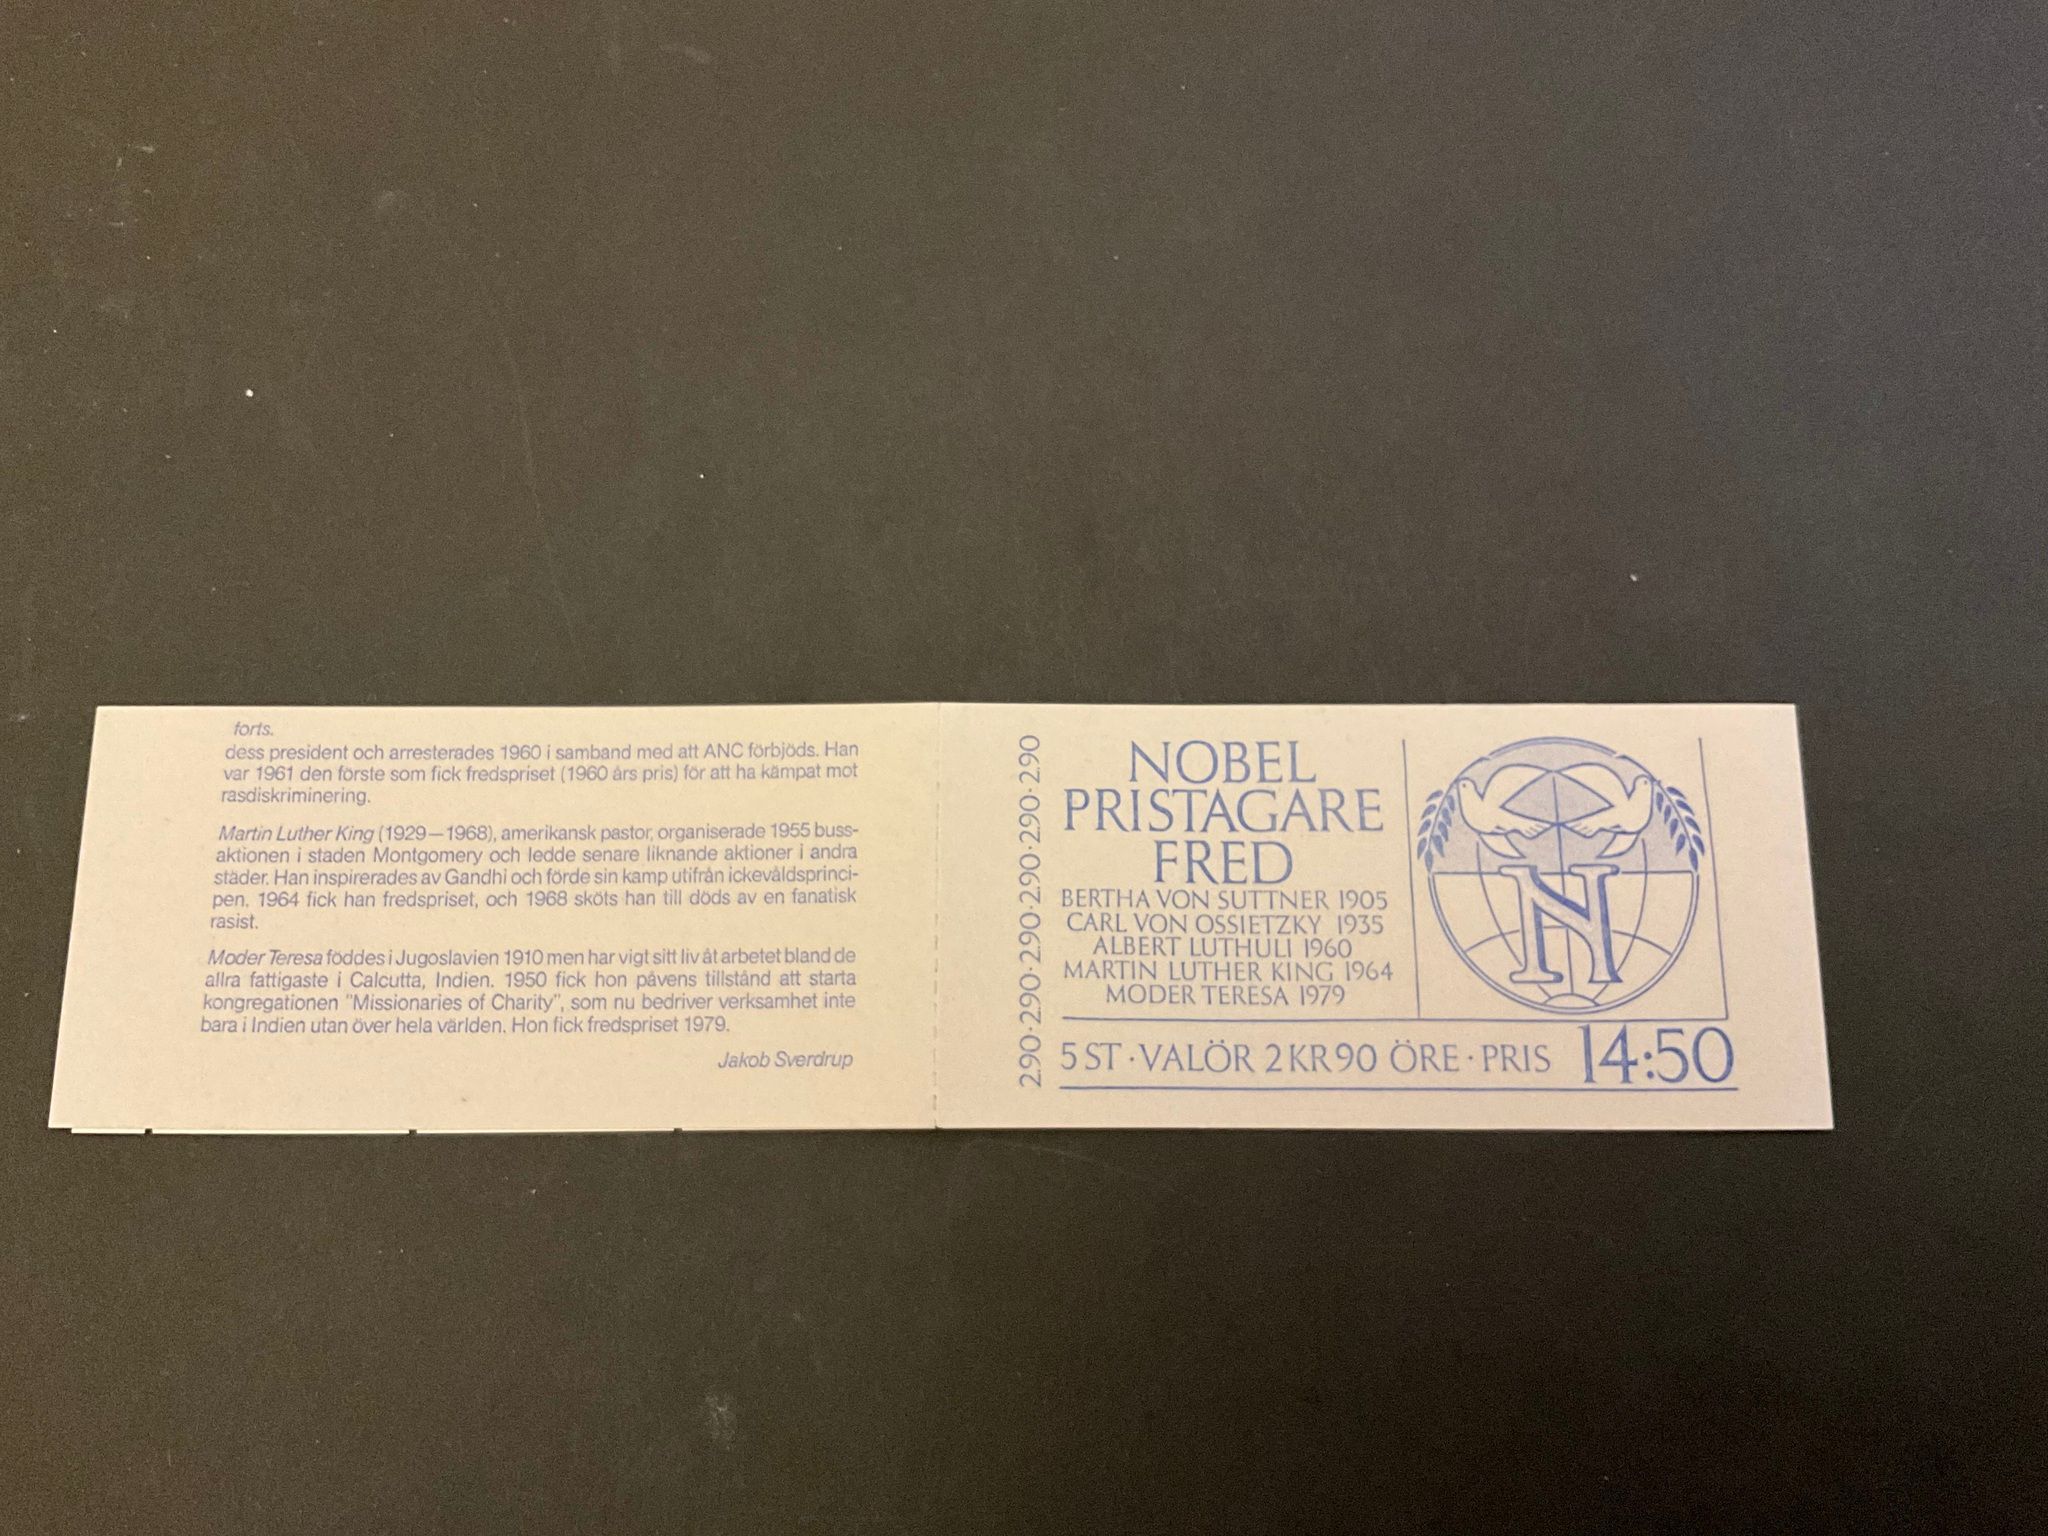 forts.
dess president och arresterades 1960 i samband med att ANC förbjöds. Han
var 1961 den förste som fick fredspriset (1960 års pris) för att ha kämpat mot
rasdiskriminering.
Martin Luther King (1929—1968), amerikansk pastor, organiserade 1955 buss-
aktionen i staden Montgomery och ledde senare liknande aktioner i andra
städer. Han inspirerades av Gandhi och förde sin kamp utifrån ickevåldsprinci-
pen. 1964 fick han fredspriset, och 1968 sköts han till döds av en fanatisk
rasist.
Moder Teresa föddes i Jugoslavien 1910 men har vigt sitt liv åt arbetet bland de
allra fattigaste i Calcutta, Indien. 1950 fick hon påvens tillstånd att starta
kongregationen "Missionaries of Charity", som nu bedriver verksamhet inte
bara i Indien utan över hela världen. Hon fick fredspriset 1979.
Jakob Sverdrup
2.90·2.90·2.90·2.90·2.90·2.90
NOBEL
PRISTAGARE
FRED
BERTHA VON SUTTNER 1905
CARL VON OSSIETZKY 1935
ALBERT LUTHULI 1960
MARTIN LUTHER KING 1964
MODER TERESA 1979
N
5 ST · VALÖR 2 KR 90 ÖRE · PRIS 14:50